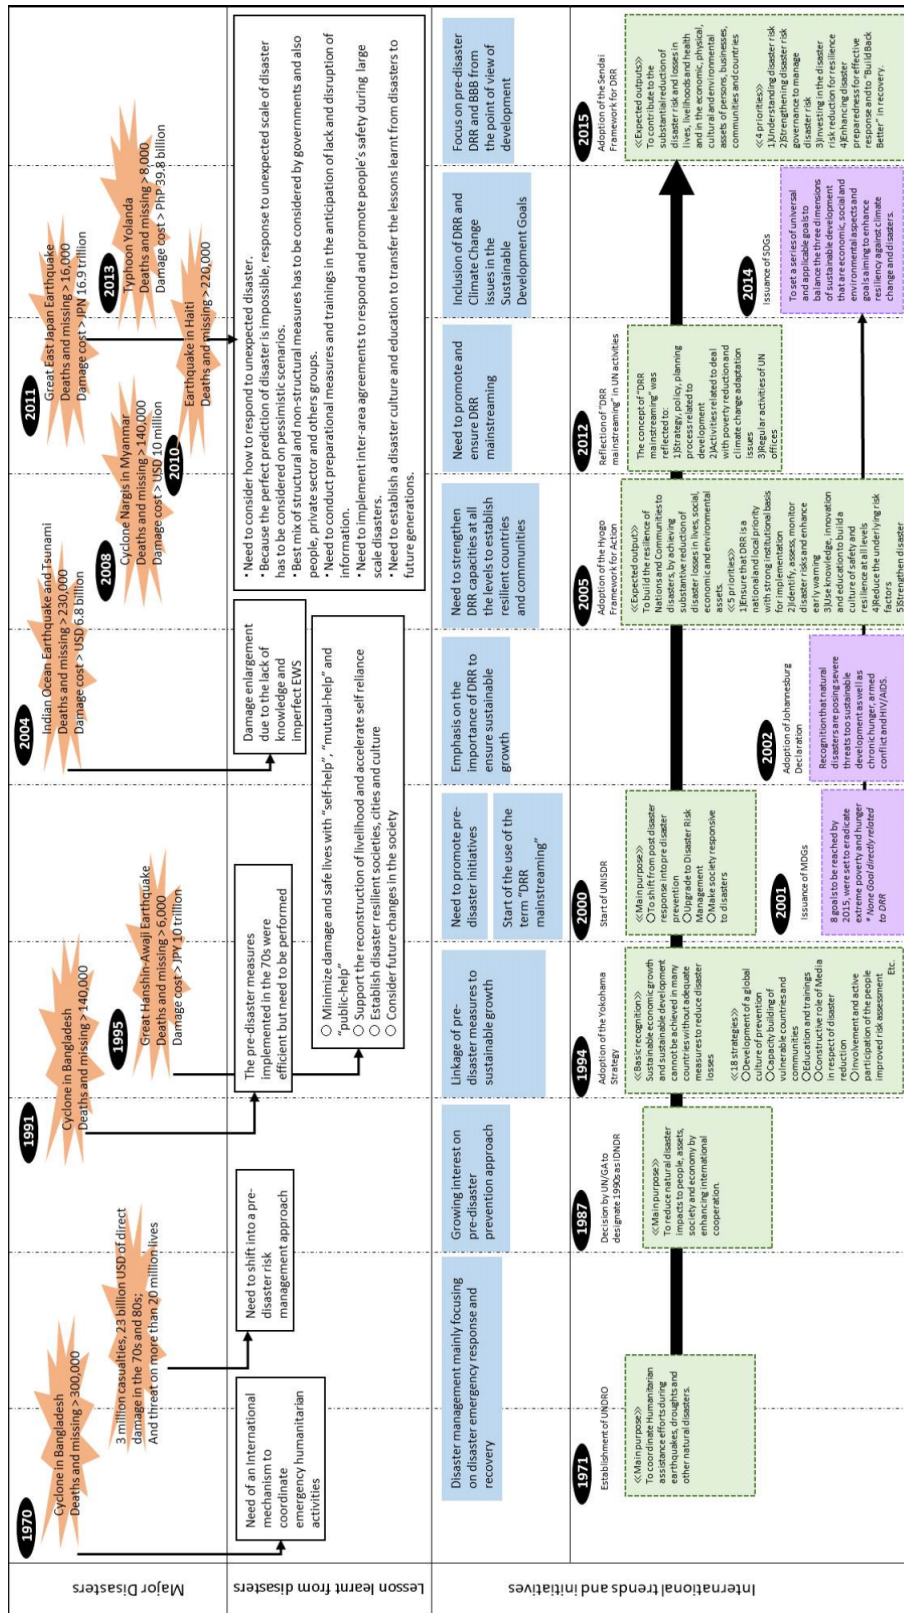 Major Disasters
1970
Cyclone in Bangladesh
Deaths and missing > 300,000
3 million casualties, 23 billion USD of direct
damage in the 70s and 80s;
And threat on more than 20 million lives
1991
Cyclone in Bangladesh
Deaths and missing > 140,000
1995
Great Hanshin-Awaji Earthquake
Deaths and missing > 6,000
Damage cost > JPY 10 trillion
2004
Indian Ocean Earthquake and Tsunami
Deaths and missing > 230,000
Damage cost > USD 6.8 billion
2008
Cyclone Nargis in Myanmar
Deaths and missing > 140,000
Damage cost > USD 10 million
2010
Earthquake in Haiti
Deaths and missing > 220,000
2011
Great East Japan Earthquake
Deaths and missing > 16,000
Damage cost > JPN 16.9 trillion
2013
Typhoon Yolanda
Deaths and missing > 8,000
Damage cost > PhP 39.8 billion
Lesson learnt from disasters
Need of an International
mechanism to
coordinate
emergency humanitarian
activities
Need to shift into a pre-
disaster risk
management approach
The pre-disaster measures
implemented in the 70s were
efficient but need to be performed
○ Minimize damage and safe lives with “self-help”, “mutual-help” and
“public-help”
○ Support the reconstruction of livelihood and accelerate self reliance
○ Establish disaster resilient societies, cities and culture
○ Consider future changes in the society
Damage enlargement
due to the lack of
knowledge and
imperfect EWS
• Need to consider how to respond to unexpected disaster.
• Because the perfect prediction of disaster is impossible, response to unexpected scale of disaster
has to be considered on pessimistic scenarios.
• Best mix of structural and non-structural measures has to be considered by governments and also
people, private sector and others groups.
• Need to conduct preparational measures and trainings in the anticipation of lack and disruption of
information.
• Need to implement inter-area agreements to respond and promote people’s safety during large
scale disasters.
• Need to establish a disaster culture and education to transfer the lessons learnt from disasters to
future generations.
International trends and initiatives
Disaster management mainly focusing
on disaster emergency response and
recovery
Growing interest on
pre-disaster
prevention approach
Linkage of pre-
disaster measures to
sustainable growth
Need to promote pre-
disaster initiatives
Start of the use of the
term “DRR
mainstreaming”
Emphasis on the
importance of DRR to
ensure sustainable
growth
Need to strengthen
DRR capacities at all
the levels to establish
resilient countries
and communities
Need to promote and
ensure DRR
mainstreaming
Inclusion of DRR and
Climate Change
issues in the
Sustainable
Development Goals
Focus on pre-disaster
DRR and BBB from
the point of view of
development
1971
Establishment of UNDRO
≪Main purpose≫
To coordinate Humanitarian
assistance efforts during
earthquakes, droughts and
other natural disasters.
1987
Decision by UN/GA to
designate 1990s as IDNDR
≪Main purpose≫
To reduce natural disaster
impacts to people, assets,
society and economy by
enhancing international
cooperation.
1994
Adoption of the Yokohama
Strategy
≪Basic recognition≫
Sustainable economic growth
and sustainable development
cannot be achieved in many
countries without adequate
measures to reduce disaster
losses
≪18 strategies≫
○Development of a global
culture of prevention
○Capacity building of
vulnerable countries and
communities
○Education and trainings
○Constructive role of Media
in respect of disaster
reduction
○Involvement and active
participation of the people
improved risk assessment
Etc.
2000
Start of UNISDR
≪Main purpose≫
○To shift from post disaster
response into pre disaster
prevention
○Upgrade to Disaster Risk
Management
○Make society responsive
to disasters
2001
Issuance of MDGs
8 goals to be reached by
2015, were set to eradicate
extreme poverty and hunger
* None Goal directly related
to DRR
2002
Adoption of Johannesburg
Declaration
Recognition that natural
disasters are posing severe
threats too sustainable
development as well as
chronic hunger, armed
conflict and HIV/AIDS.
2005
Adoption of the Hyogo
Framework for Action
≪Expected output≫
To build the resilience of
Nations and Communities to
disasters, by achieving
substantive reduction of
disaster losses in lives, social,
economic and environmental
assets.
≪5 priorities≫
1)Ensure that DRR is a
national and local priority
with strong institutional basis
for implementation
2)Identify, assess, monitor
disaster risks and enhance
early warning
3)Use knowledge, innovation
and education to build a
culture of safety and
resilience at all levels
4)Reduce the underlying risk
factors
5)Strengthen disaster
2012
Reflection of “DRR
mainstreaming” in UN activities
The concept of “DRR
mainstreaming” was
reflected to:
1)Strategy, policy, planning
process related to
development
2)Activities related to deal
with poverty reduction and
climate change adaptation
issues
3)Regular activities of UN
offices
2014
Issuance of SDGs
To set a series of universal
and applicable goals to
balance the three dimensions
of sustainable development
that are economic, social and
environmental aspects and
goals aiming to enhance
resiliency against climate
change and disasters.
2015
Adoption of the Sendai
Framework for DRR
≪Expected outputs≫
To contribute to the
substantial reduction of
disaster risk and losses in
lives, livelihoods and health
and in the economic, physical,
cultural and environmental
assets of persons, businesses,
communities and countries
≪4 priorities≫
1)Understanding disaster risk
2)Strengthening disaster risk
governance to manage
disaster risk
3)Investing in the disaster
risk reduction for resilience
4)Enhancing disaster
preparedness for effective
response and to “Build Back
Better” in recovery.